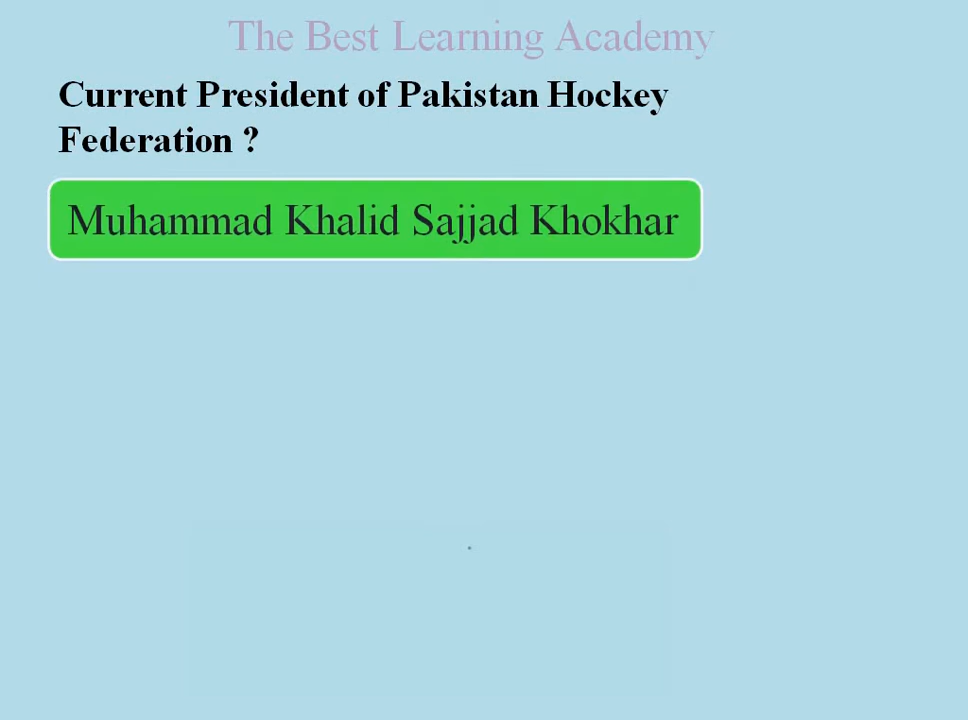 The Best Learning Academy
Current President of Pakistan Hockey
Federation ?
Muhammad Khalid Sajjad Khokhar